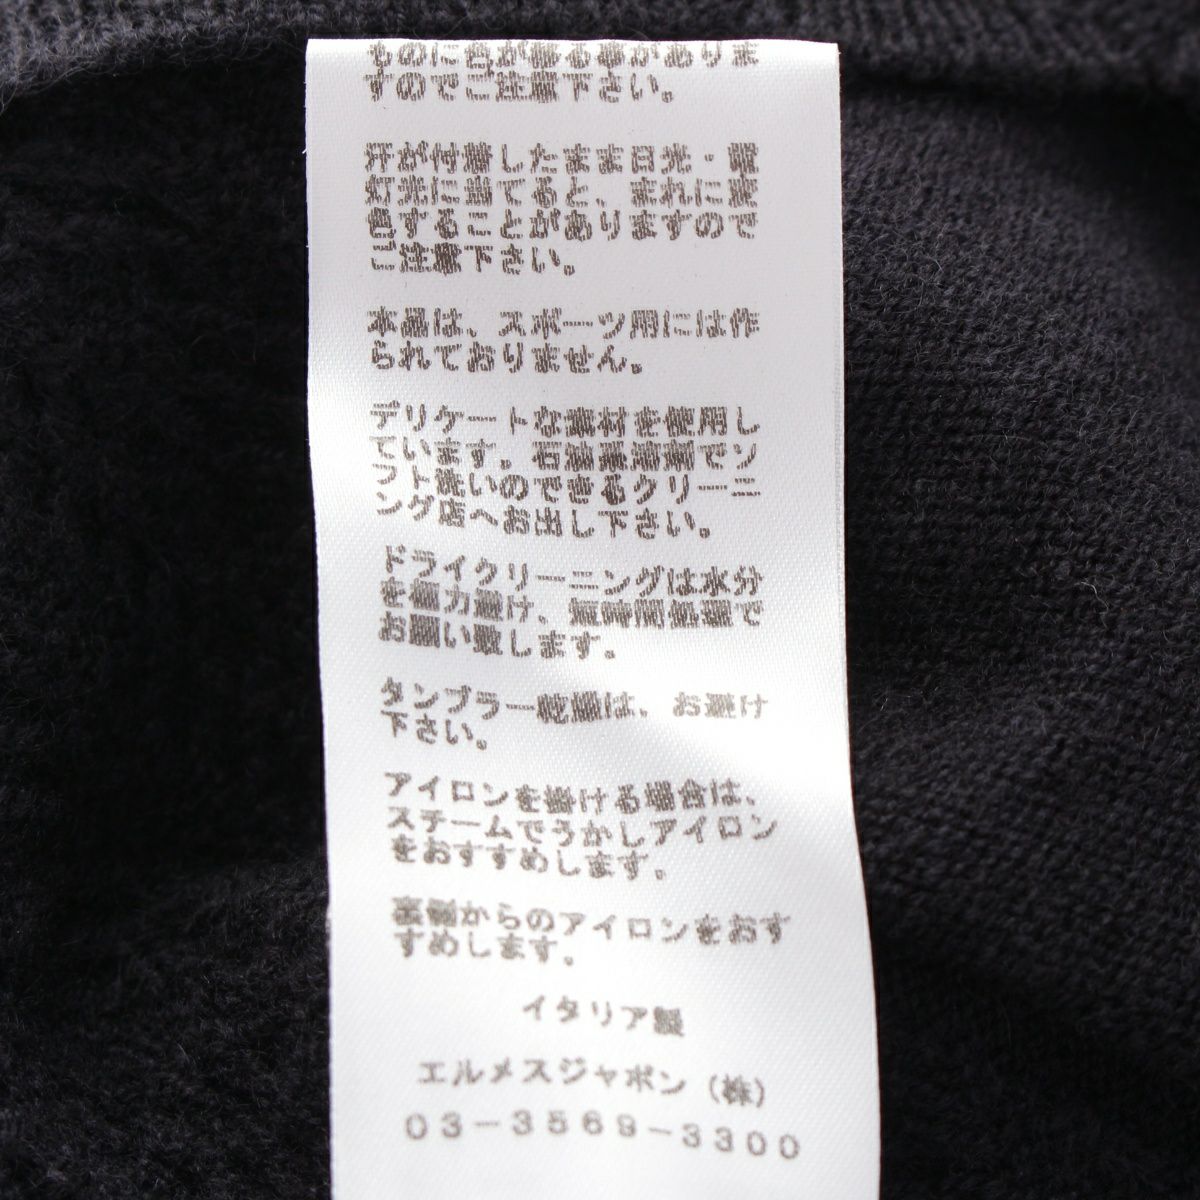 ものに色が移る事がありま
すのでご注意下さい。
汗が付着したまま日光・電
灯光に当てると、まれに変
色することがありますので
ご注意下さい。
本品は、スポーツ用には作
られておりません。
デリケートな素材を使用し
ています。石油系溶剤でソ
フト洗いのできるクリーニ
ング店へお出し下さい。
ドライクリーニングは水分
を極力避け、短時間処理で
お願い致します。
タンブラー乾燥は、お避け
下さい。
アイロンを掛ける場合は、
スチームでうかしアイロン
をおすすめします。
裏側からのアイロンをおす
すめします。
イタリア製
エルメスジャポン（株）
０３－３５６９－３３００